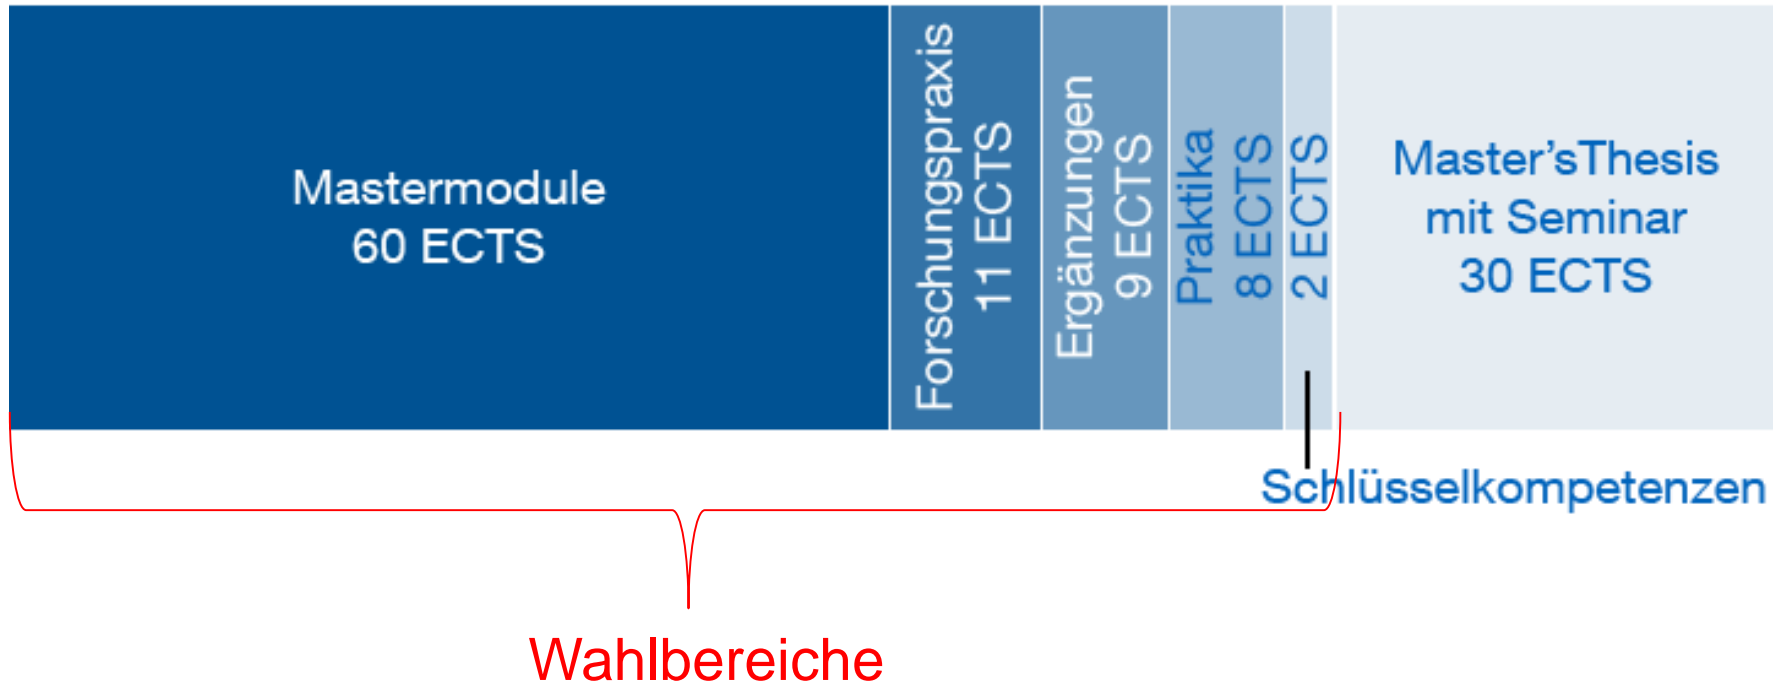 Mastermodule
60 ECTS
Forschungspraxis
11 ECTS
Ergänzungen
9 ECTS
Praktika
8 ECTS
2 ECTS
Master'sThesis
mit Seminar
30 ECTS
Schlüsselkompetenzen
Wahlbereiche